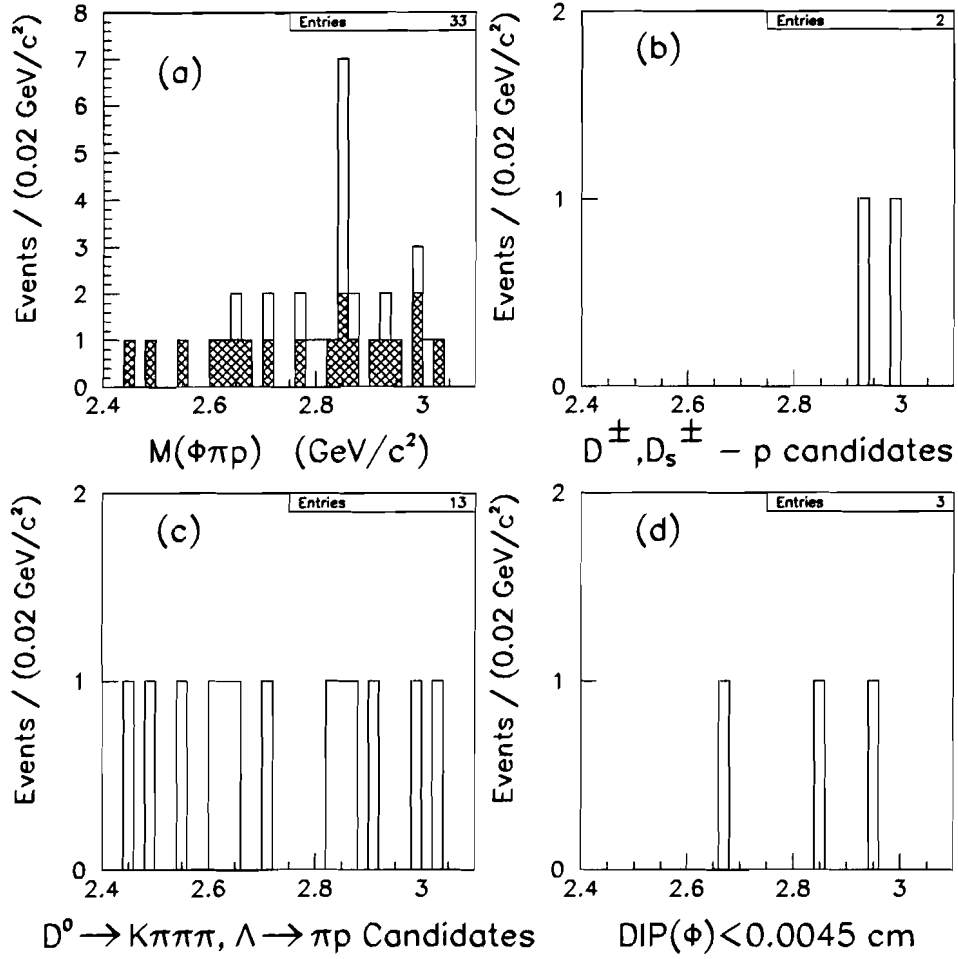 Entries 33
(a)
Events / (0.02 GeV/c²)
8
7
6
5
4
3
2
1
0
2.4 2.6 2.8 3
M(ΦπP) (GeV/c²)
Entries 2
(b)
Events / (0.02 GeV/c²)
2
1
0
2.4 2.6 2.8 3
D±,Ds± – p candidates
Entries 13
(c)
Events / (0.02 GeV/c²)
2
1
0
2.4 2.6 2.8 3
D⁰ → Kπππ, Λ → πp Candidates
Entries 3
(d)
Events / (0.02 GeV/c²)
2
1
0
2.4 2.6 2.8 3
DIP(Φ)<0.0045 cm